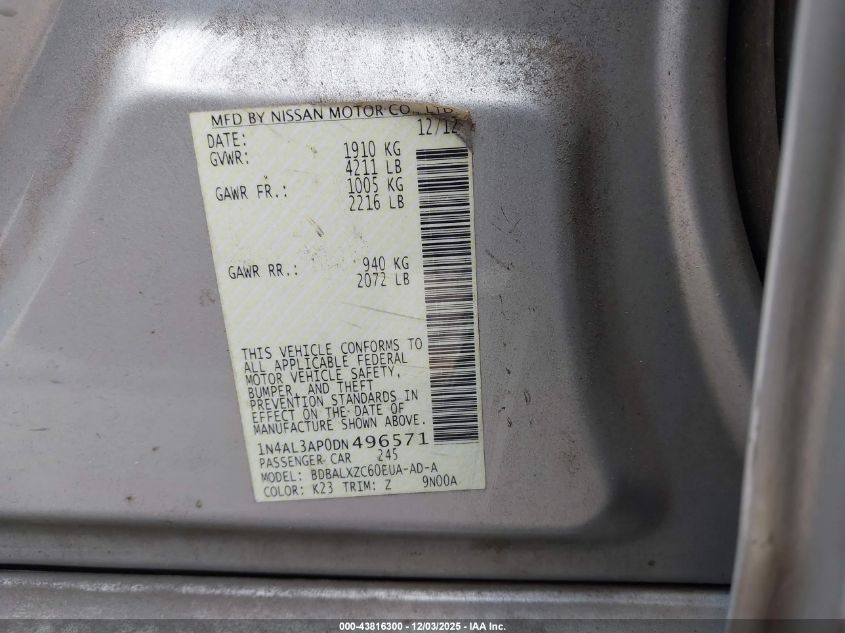 MFD BY NISSAN MOTOR CO., LTD
DATE: 12/12
GVWR: 1910 KG
4211 LB
GAWR FR.: 1005 KG
2216 LB
GAWR RR.: 940 KG
2072 LB
THIS VEHICLE CONFORMS TO
ALL APPLICABLE FEDERAL
MOTOR VEHICLE SAFETY,
BUMPER, AND THEFT
PREVENTION STANDARDS IN
EFFECT ON THE DATE OF
MANUFACTURE SHOWN ABOVE.
1N4AL3AP0DN496571
PASSENGER CAR 245
MODEL: BDBALXZC60EUA-AD-A
COLOR: K23 TRIM: Z 9N00A
000-43816300 - 12/03/2025 - IAA Inc.